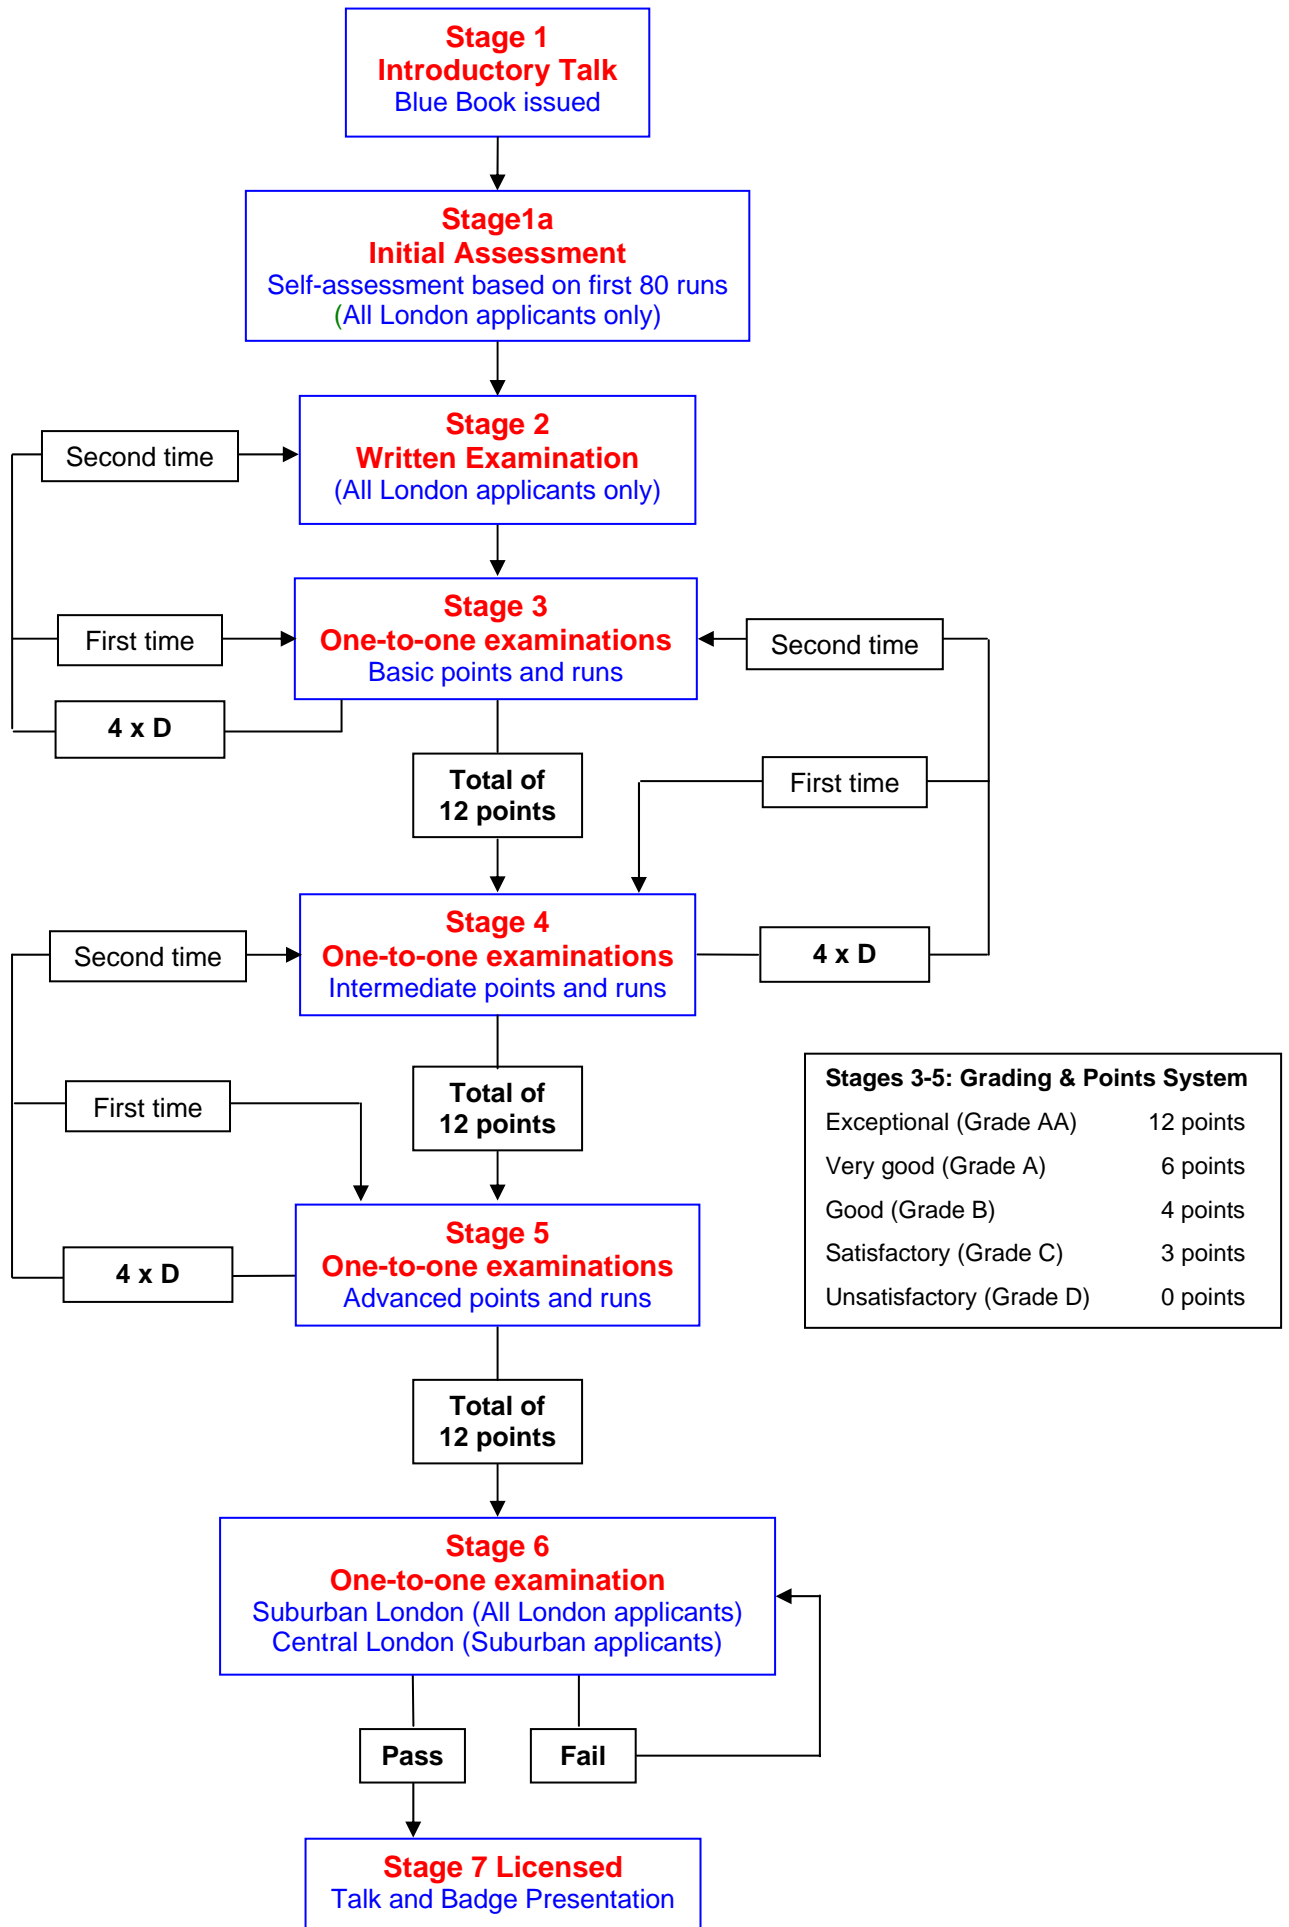 Stage 1
Introductory Talk
Blue Book issued
Stage1a
Initial Assessment
Self-assessment based on first 80 runs
(All London applicants only)
Stage 2
Written Examination
(All London applicants only)
Second time
Stage 3
One-to-one examinations
Basic points and runs
First time
Second time
4 x D
Total of
12 points
First time
Stage 4
One-to-one examinations
Intermediate points and runs
Second time
4 x D
Total of
12 points
First time
Stages 3-5: Grading & Points System
Exceptional (Grade AA) 12 points
Very good (Grade A) 6 points
Good (Grade B) 4 points
Satisfactory (Grade C) 3 points
Unsatisfactory (Grade D) 0 points
Stage 5
One-to-one examinations
Advanced points and runs
4 x D
Total of
12 points
Stage 6
One-to-one examination
Suburban London (All London applicants)
Central London (Suburban applicants)
Pass
Fail
Stage 7 Licensed
Talk and Badge Presentation